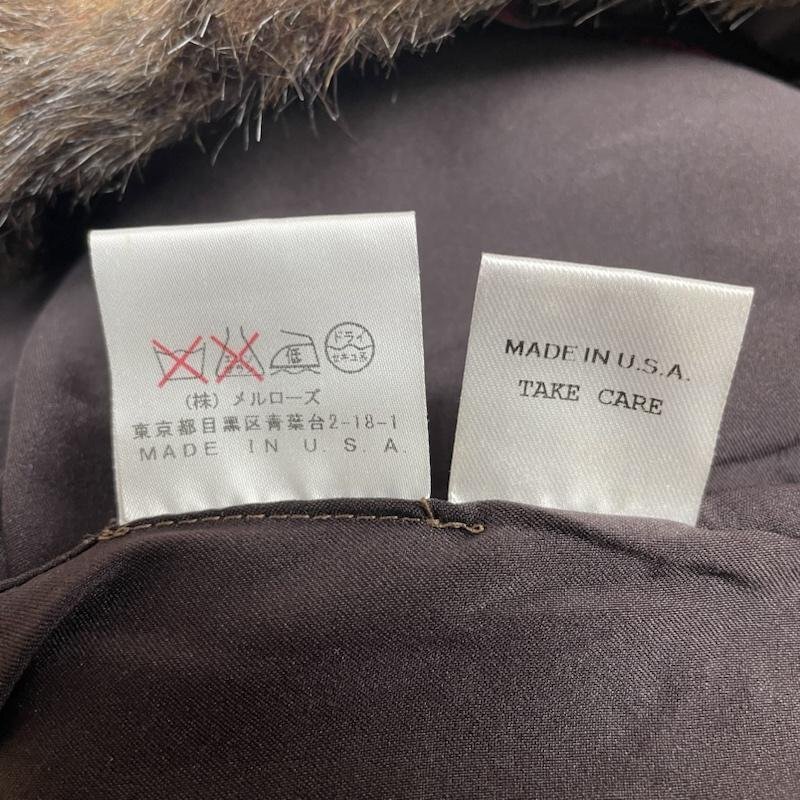 低 ドライ
セキユ系
(株) メルローズ
東京都目黒区青葉台2-18-1
MADE IN U.S.A.
MADE IN U.S.A.
TAKE CARE